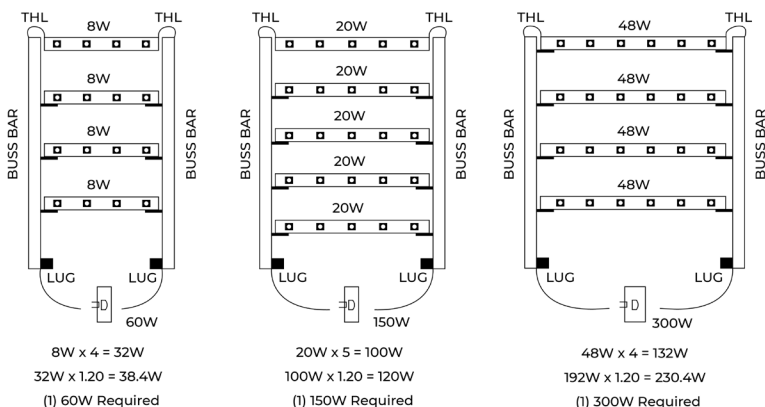 THL
THL
8W
8W
8W
8W
BUSS BAR
BUSS BAR
LUG
LUG
60W
8W x 4 = 32W
32W x 1.20 = 38.4W
(1) 60W Required
THL
THL
20W
20W
20W
20W
20W
BUSS BAR
BUSS BAR
LUG
LUG
150W
20W x 5 = 100W
100W x 1.20 = 120W
(1) 150W Required
THL
THL
48W
48W
48W
48W
BUSS BAR
BUSS BAR
LUG
LUG
300W
48W x 4 = 132W
192W x 1.20 = 230.4W
(1) 300W Required